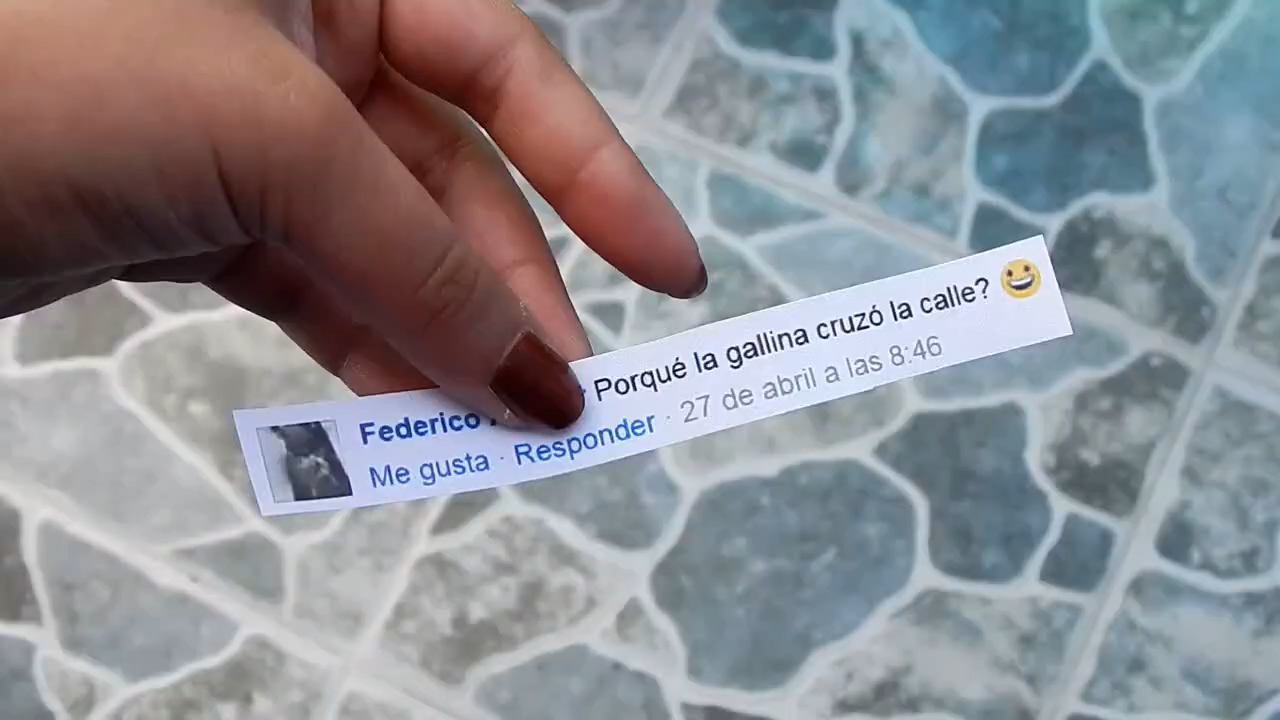 Federico Porqué la gallina cruzó la calle? 😀
Me gusta · Responder · 27 de abril a las 8:46